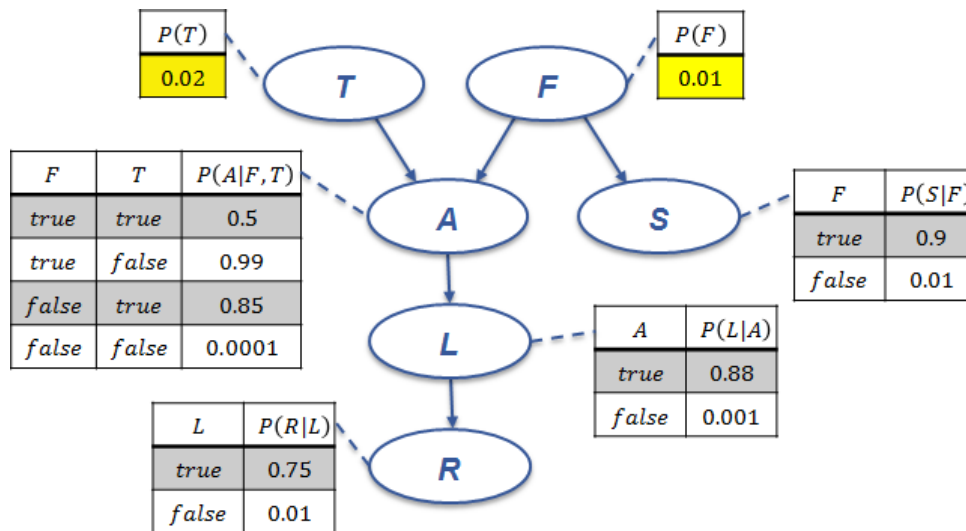 P(T)
0.02
T
F
P(F)
0.01
F T P(A|F,T)
true true 0.5
true false 0.99
false true 0.85
false false 0.0001
A
S
F P(S|F)
true 0.9
false 0.01
L
A P(L|A)
true 0.88
false 0.001
L P(R|L)
true 0.75
false 0.01
R